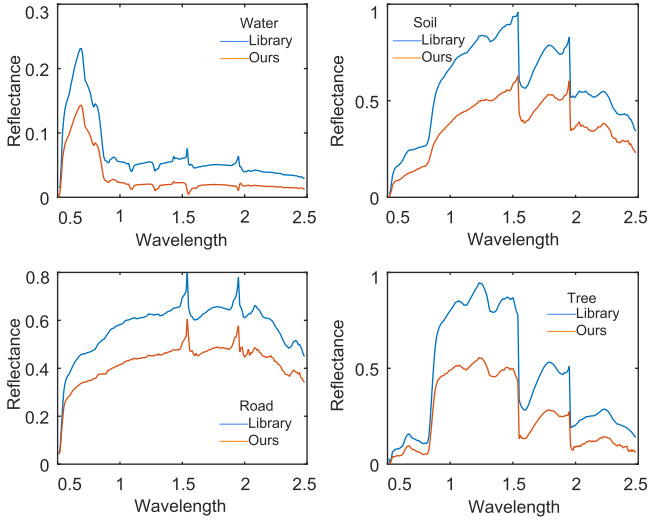 0.3
0.2
0.1
0
Reflectance
Water
Library
Ours
0.5 1 1.5 2 2.5
Wavelength
1
0.5
0
Reflectance
Soil
Library
Ours
0.5 1 1.5 2 2.5
Wavelength
0.8
0.6
0.4
0.2
0
Reflectance
Road
Library
Ours
0.5 1 1.5 2 2.5
Wavelength
1
0.5
0
Reflectance
Tree
Library
Ours
0.5 1 1.5 2 2.5
Wavelength